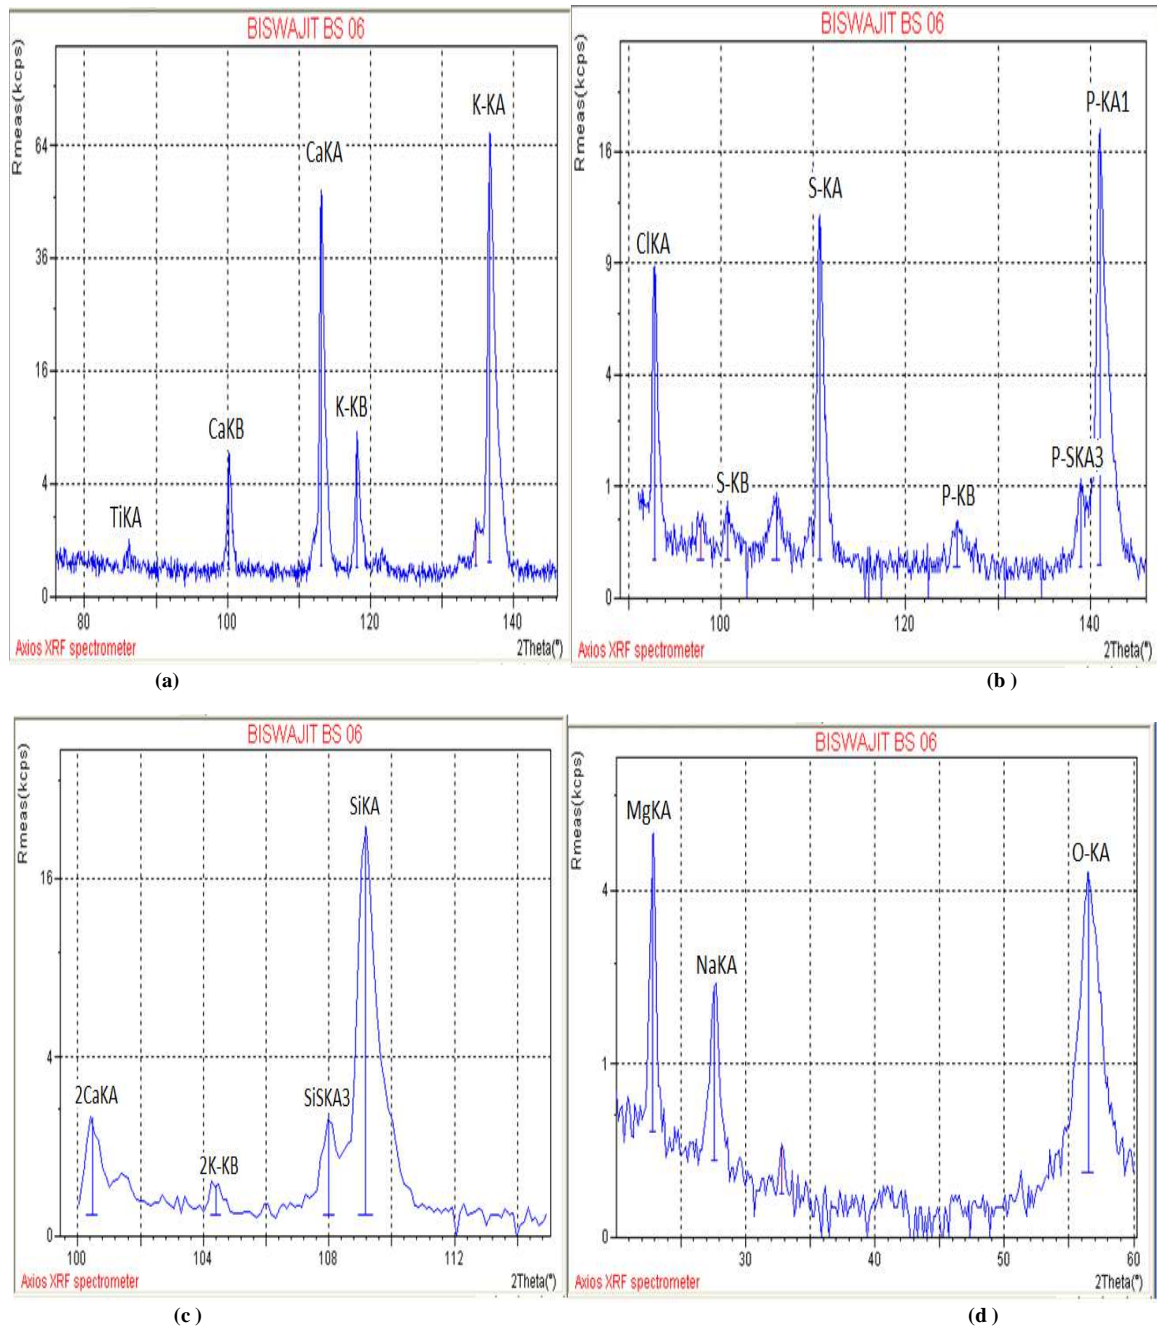 BISWAJIT BS 06
Rmeas(kcps)
K-KA
64
CaKA
36
16
K-KB
CaKB
4
TiKA
0
80
100
120
140
Axios XRF spectrometer
2Theta(°)
(a)
BISWAJIT BS 06
Rmeas(kcps)
P-KA1
16
S-KA
ClKA
9
4
P-SKA3
1
S-KB
P-KB
0
100
120
140
Axios XRF spectrometer
2Theta(°)
(b )
BISWAJIT BS 06
Rmeas(kcps)
SiKA
16
4
2CaKA
SiSKA3
2K-KB
0
100
104
108
112
Axios XRF spectrometer
2Theta(°)
(c )
BISWAJIT BS 06
Rmeas(kcps)
MgKA
O-KA
4
NaKA
1
0
30
40
50
60
Axios XRF spectrometer
2Theta(°)
(d )